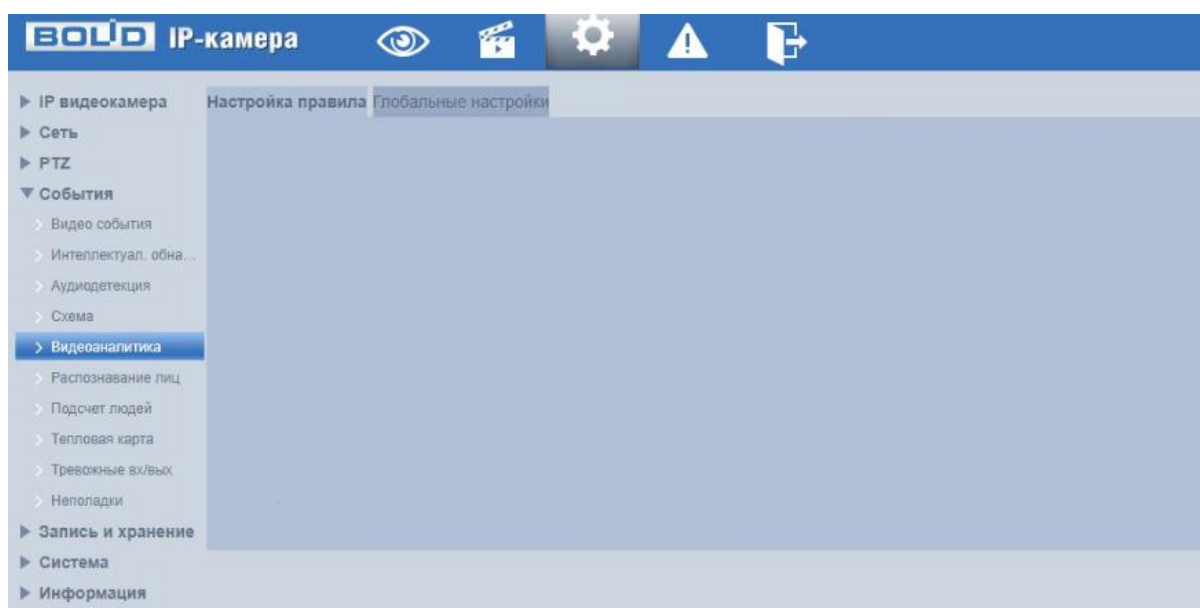 BOLID IP-камера
IP видеокамера
Настройка правила Глобальные настройки
Сеть
PTZ
События
Видео события
Интеллектуал. обна...
Аудиодетекция
Схема
Видеоаналитика
Распознавание лиц
Подсчет людей
Тепловая карта
Тревожные вх/вых
Неполадки
Запись и хранение
Система
Информация